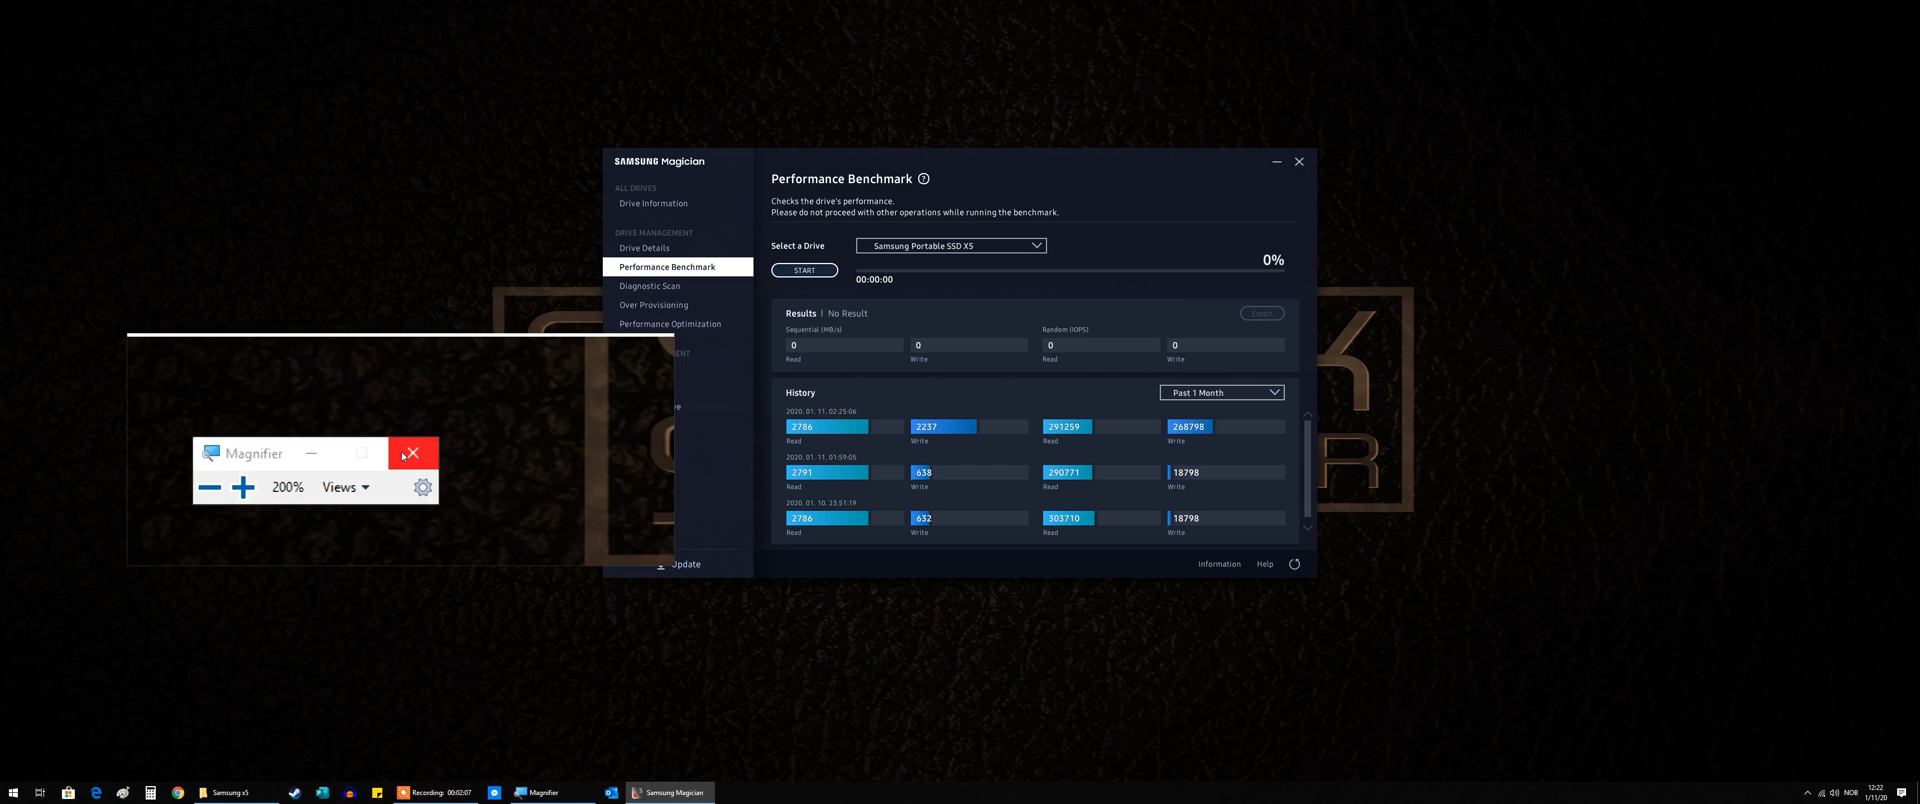 SAMSUNG Magician
ALL DRIVES
Drive Information
DRIVE MANAGEMENT
Drive Details
Performance Benchmark
Diagnostic Scan
Over Provisioning
Performance Optimization
ENT
ve
Update
Performance Benchmark ?
Checks the drive's performance.
Please do not proceed with other operations while running the benchmark.
Select a Drive Samsung Portable SSD X5
START 0%
00:00:00
Results | No Result Export
Sequential (MB/s) Random (IOPS)
0 0 0 0
Read Write Read Write
History Past 1 Month
2020. 01. 11. 02:25:06
2786 2237 291259 268798
Read Write Read Write
2020. 01. 11. 01:59:05
2791 638 290771 18798
Read Write Read Write
2020. 01. 10. 23:51:19
2786 632 303710 18798
Read Write Read Write
Information Help
Magnifier
200% Views
Samsung x5
Recording: 00:02:07
Magnifier
Samsung Magician
NOB
12:22
1/11/20